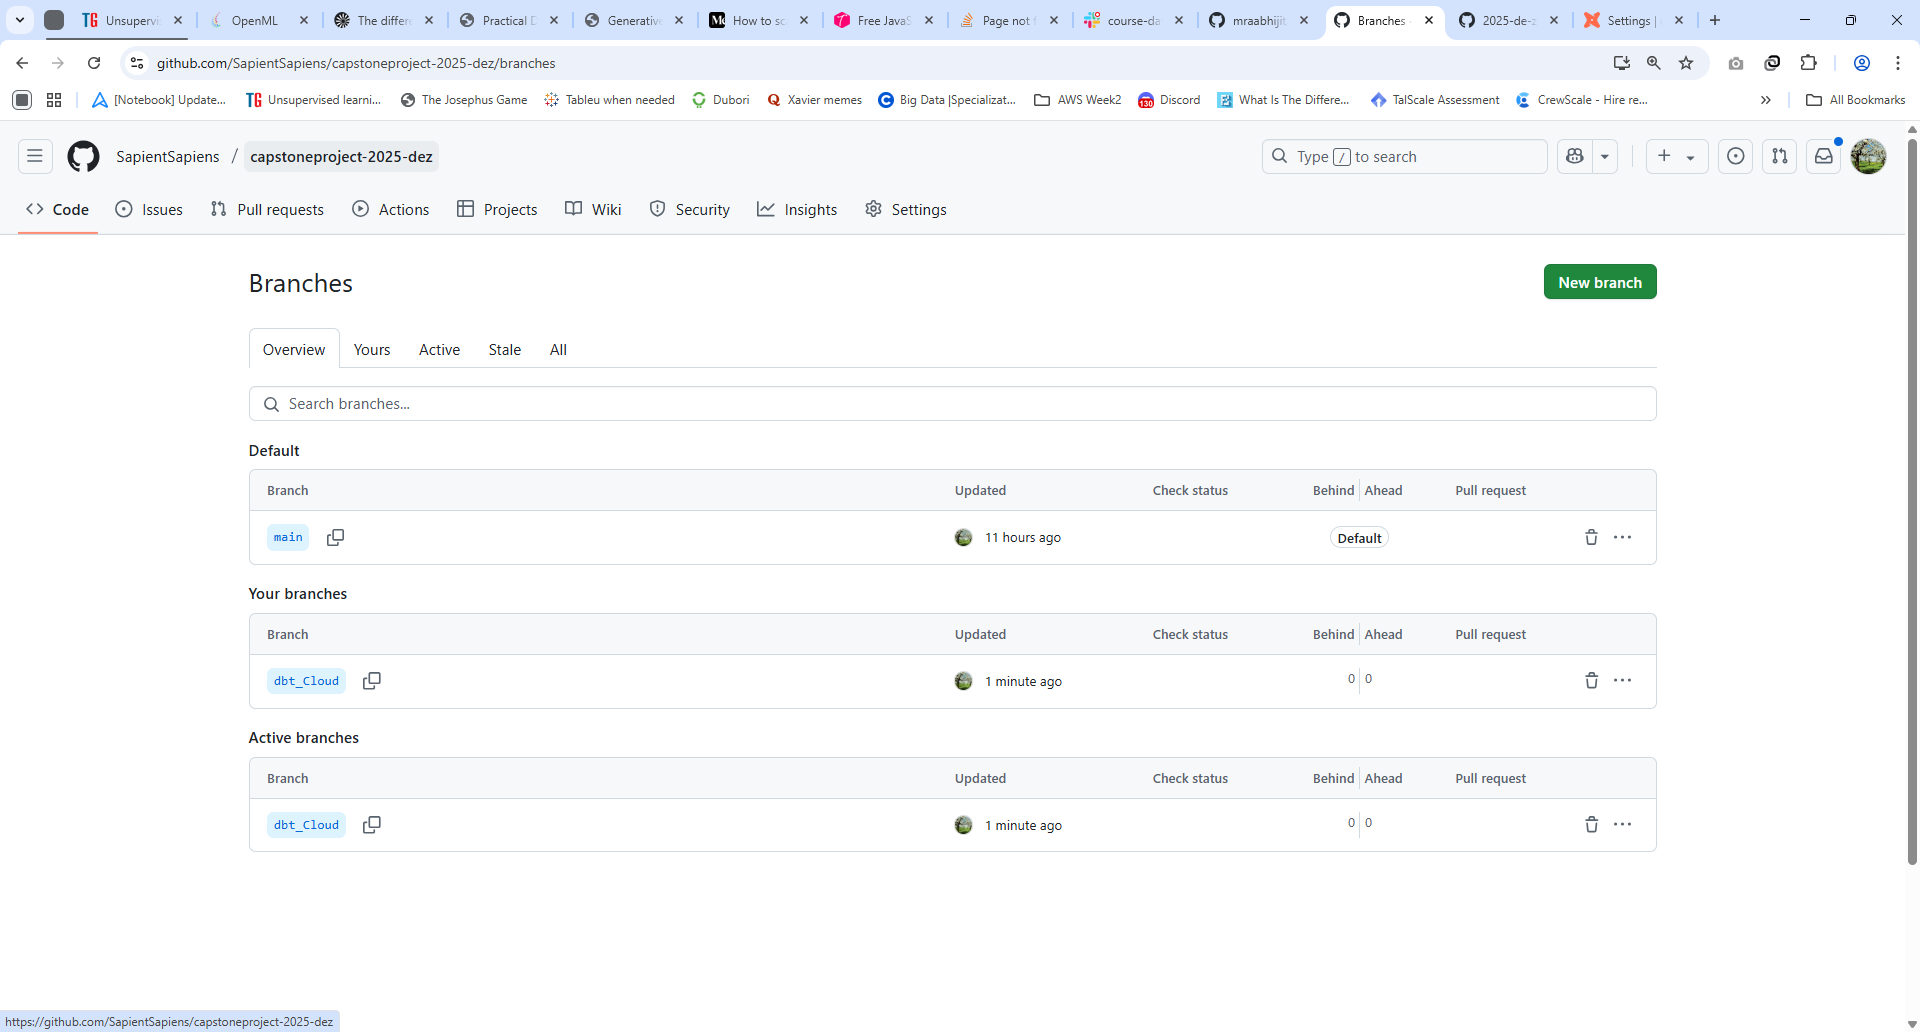 Unsupervi
OpenML
The differe
Practical D
Generative
How to sc
Free JavaS
Page not f
course-da
mraabhijit
Branches
2025-de-z
Settings |
github.com/SapientSapiens/capstoneproject-2025-dez/branches
[Notebook] Update...
Unsupervised learni...
The Josephus Game
Tableu when needed
Dubori
Xavier memes
Big Data |Specializat...
AWS Week2
Discord
What Is The Differe...
TalScale Assessment
CrewScale - Hire re...
All Bookmarks
SapientSapiens / capstoneproject-2025-dez
Type / to search
Code
Issues
Pull requests
Actions
Projects
Wiki
Security
Insights
Settings
Branches
New branch
Overview
Yours
Active
Stale
All
Search branches...
Default
Branch Updated Check status Behind Ahead Pull request
main 11 hours ago Default
Your branches
Branch Updated Check status Behind Ahead Pull request
dbt_Cloud 1 minute ago 0 0
Active branches
Branch Updated Check status Behind Ahead Pull request
dbt_Cloud 1 minute ago 0 0
https://github.com/SapientSapiens/capstoneproject-2025-dez